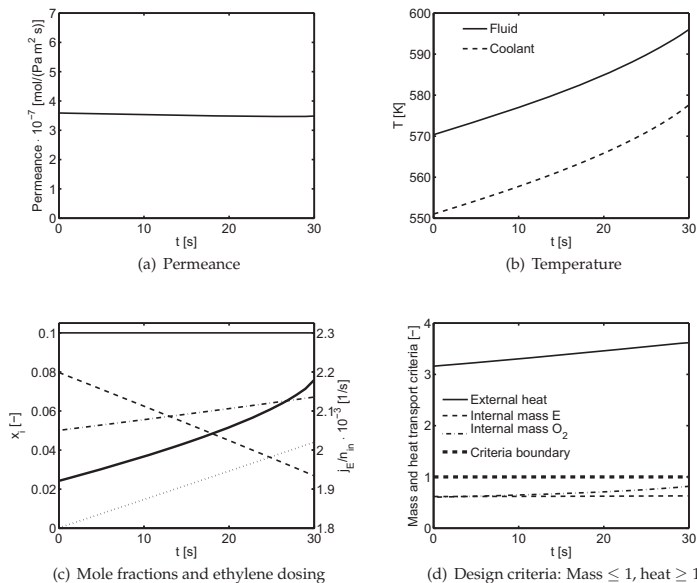 Permeance · 10⁻⁷ [mol/(Pa m² s)]
7
6
5
4
3
2
1
0
0 10 20 30
t [s]
(a) Permeance
T [K]
600
590
580
570
560
550
Fluid
Coolant
0 10 20 30
t [s]
(b) Temperature
xᵢ [–]
0.1
0.08
0.06
0.04
0.02
0
2.3
2.2
2.1
2
1.9
1.8
j_E/n_in · 10⁻³ [1/s]
0 10 20 30
t [s]
(c) Mole fractions and ethylene dosing
Mass and heat transport criteria [–]
4
3
2
1
0
External heat
Internal mass E
Internal mass O₂
Criteria boundary
0 10 20 30
t [s]
(d) Design criteria: Mass ≤ 1, heat ≥ 1